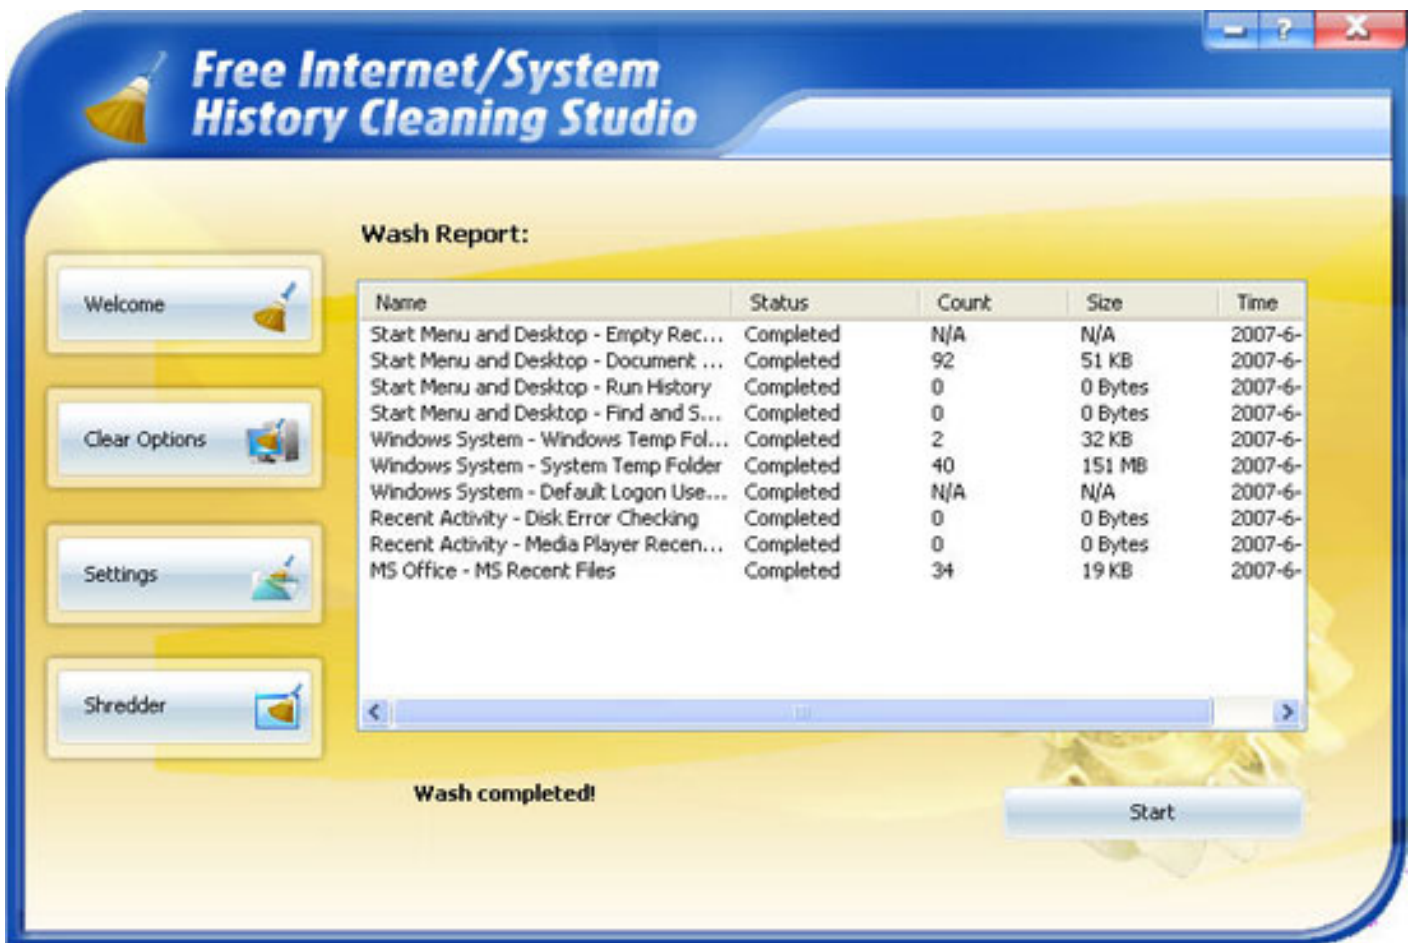 Free Internet/System
History Cleaning Studio
?
Wash Report:
Welcome
Clear Options
Settings
Shredder
Name Status Count Size Time
Start Menu and Desktop - Empty Rec... Completed N/A N/A 2007-6-
Start Menu and Desktop - Document ... Completed 92 51 KB 2007-6-
Start Menu and Desktop - Run History Completed 0 0 Bytes 2007-6-
Start Menu and Desktop - Find and S... Completed 0 0 Bytes 2007-6-
Windows System - Windows Temp Fol... Completed 2 32 KB 2007-6-
Windows System - System Temp Folder Completed 40 151 MB 2007-6-
Windows System - Default Logon Use... Completed N/A N/A 2007-6-
Recent Activity - Disk Error Checking Completed 0 0 Bytes 2007-6-
Recent Activity - Media Player Recen... Completed 0 0 Bytes 2007-6-
MS Office - MS Recent Files Completed 34 19 KB 2007-6-
Wash completed!
Start